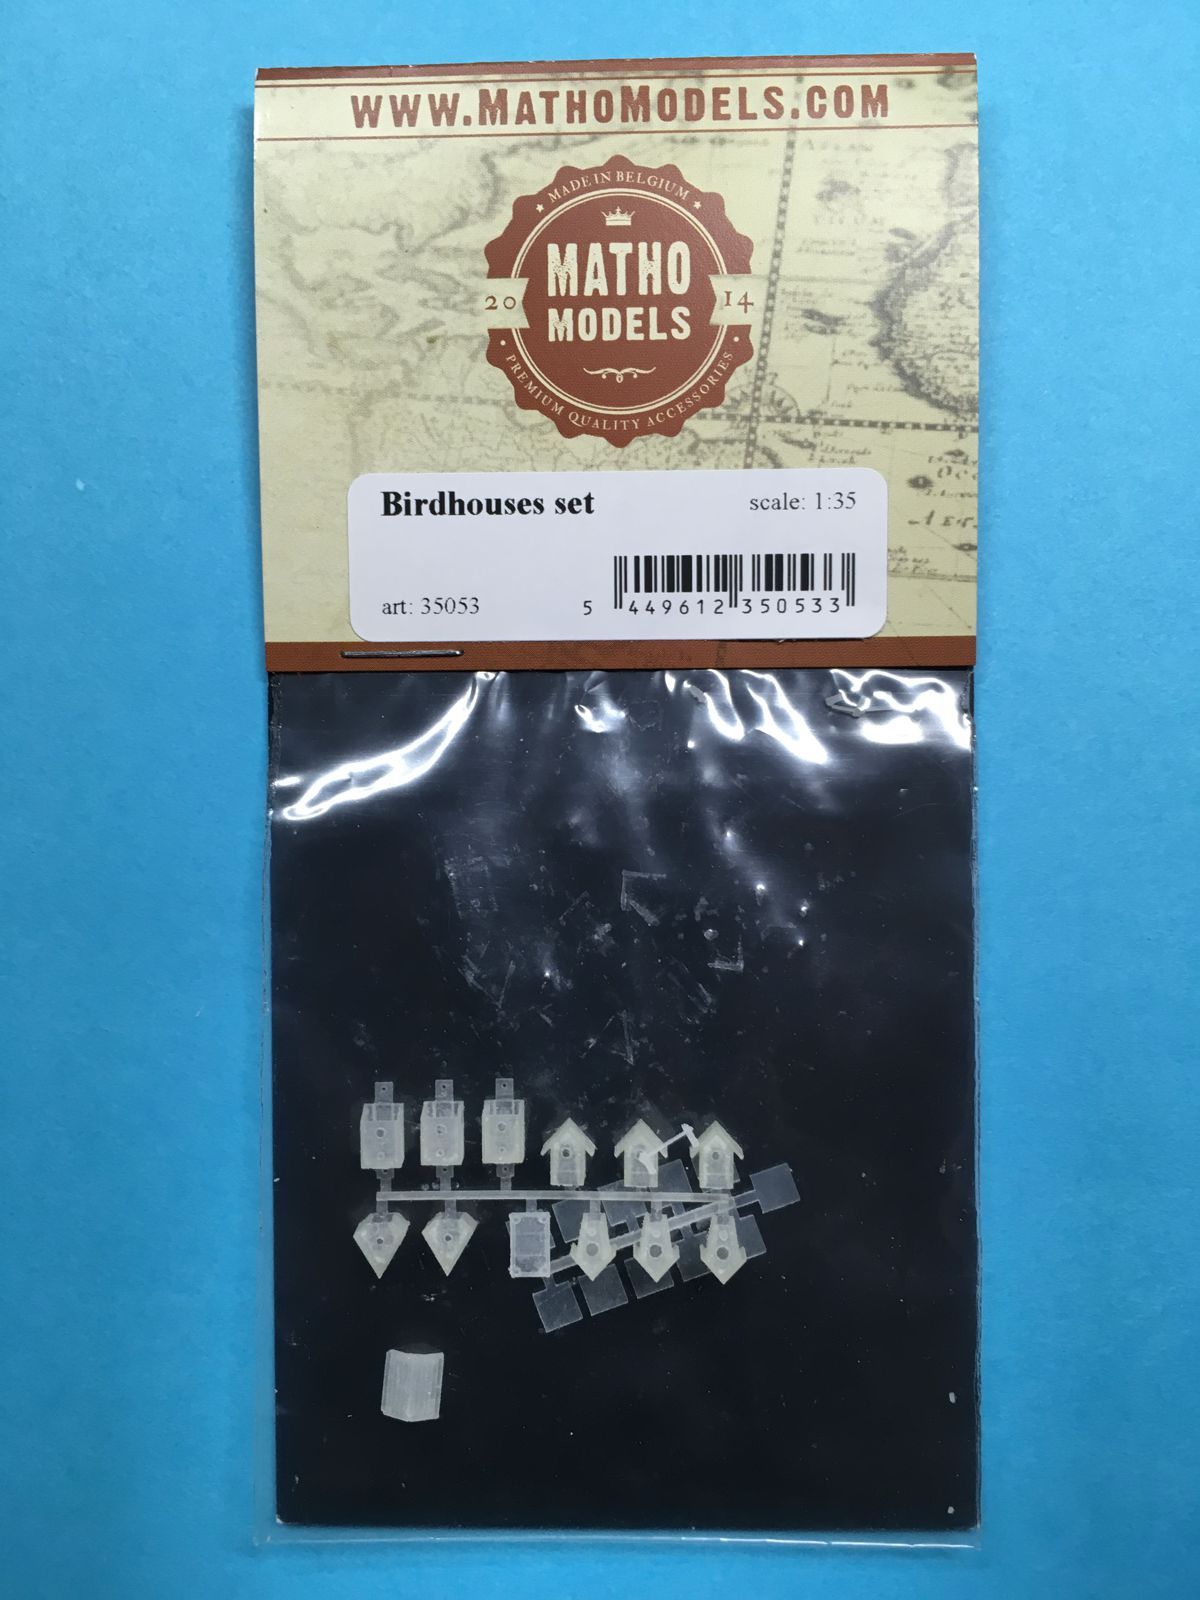 WWW.MATHOMODELS.COM
MADE IN BELGIUM
MATHO
20 14
MODELS
PREMIUM QUALITY ACCESSORIES
Birdhouses set scale: 1:35
art: 35053 5 449612 350533